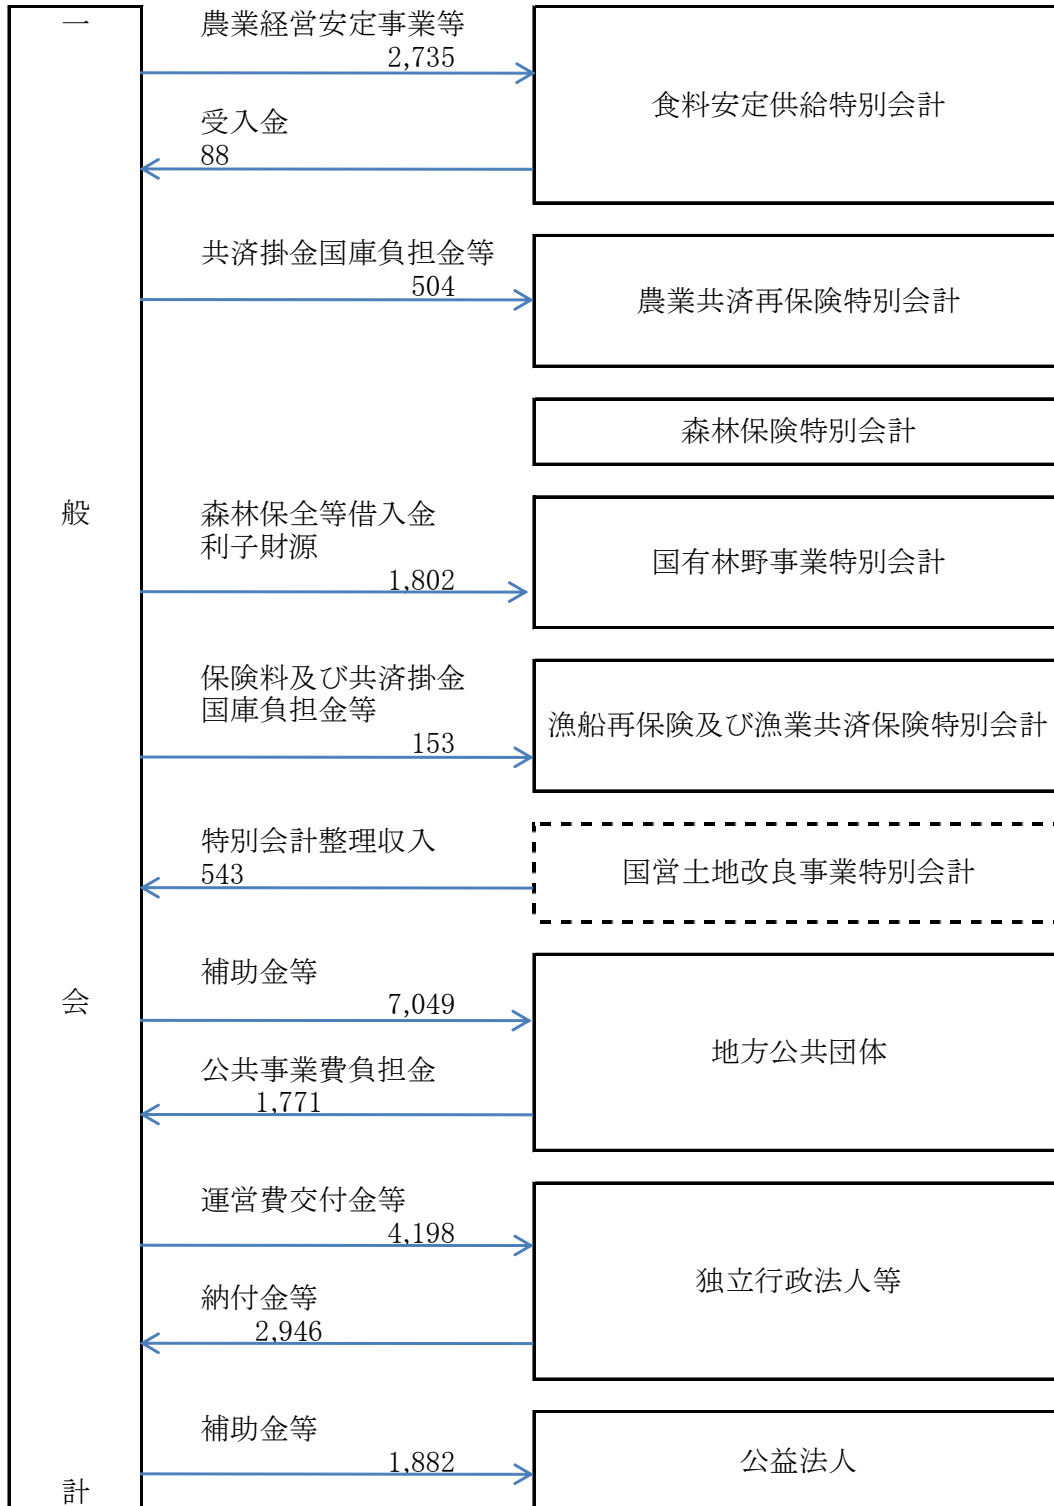 一般会計
農業経営安定事業等
2,735
食料安定供給特別会計
受入金
88
共済掛金国庫負担金等
504
農業共済再保険特別会計
森林保険特別会計
森林保全等借入金
利子財源
1,802
国有林野事業特別会計
保険料及び共済掛金
国庫負担金等
153
漁船再保険及び漁業共済保険特別会計
特別会計整理収入
543
国営土地改良事業特別会計
補助金等
7,049
地方公共団体
公共事業費負担金
1,771
運営費交付金等
4,198
独立行政法人等
納付金等
2,946
補助金等
1,882
公益法人